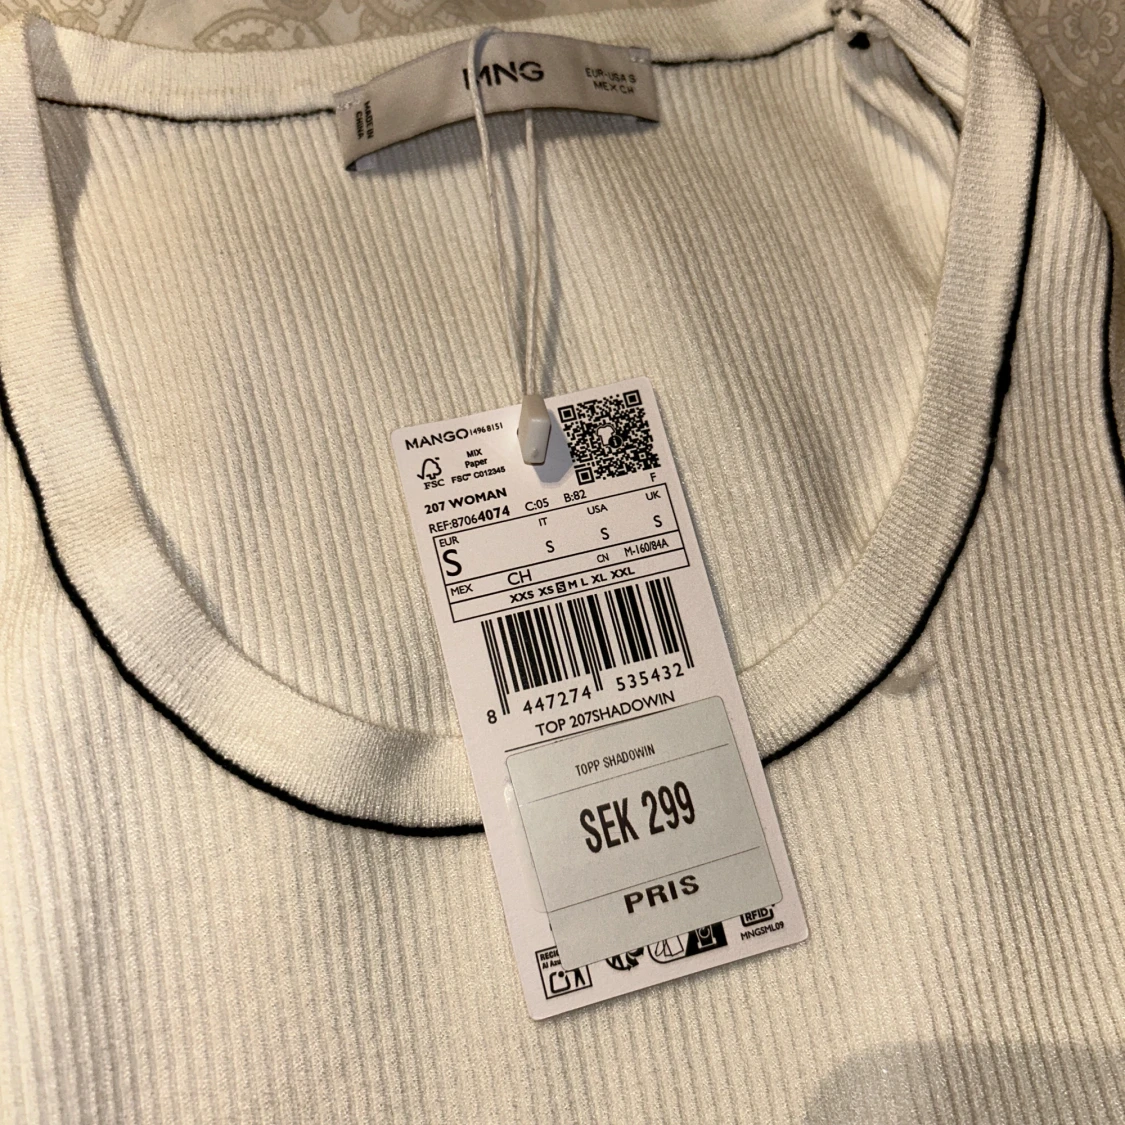 MNG
EUR-USA S
MEX CH
MADE IN
CHINA
MANGO 14968151
MIX
Paper
FSC™ C012345
FSC
207 WOMAN
REF:87064074 C:05 B:82 F
EUR IT USA UK
S S S S
MEX CH CN M-160/84A
XXS XS S M L XL XXL
8 447274 535432
TOP 207SHADOWIN
TOPP SHADOWIN
SEK 299
PRIS
RFID
MNGSML09